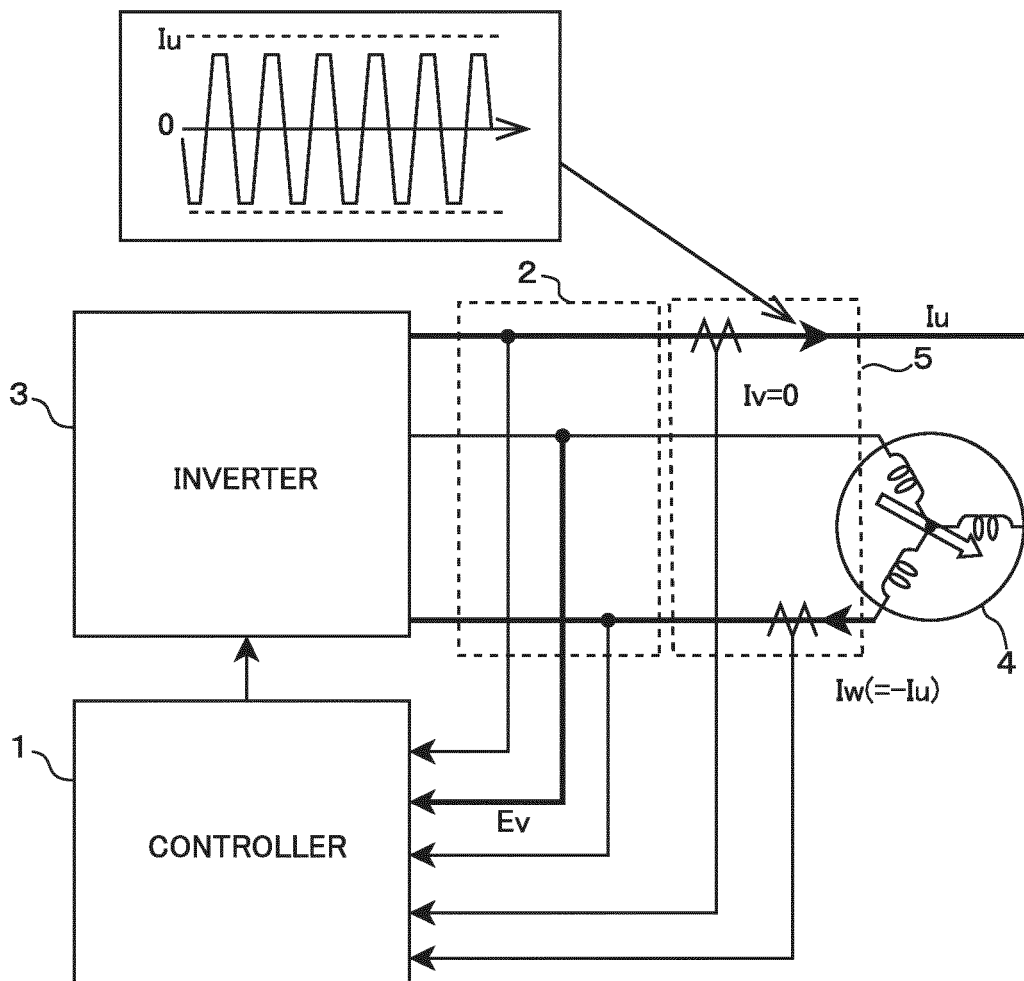 Iu
0
2
Iu
5
Iv=0
3
INVERTER
4
Iw(=-Iu)
1
Ev
CONTROLLER